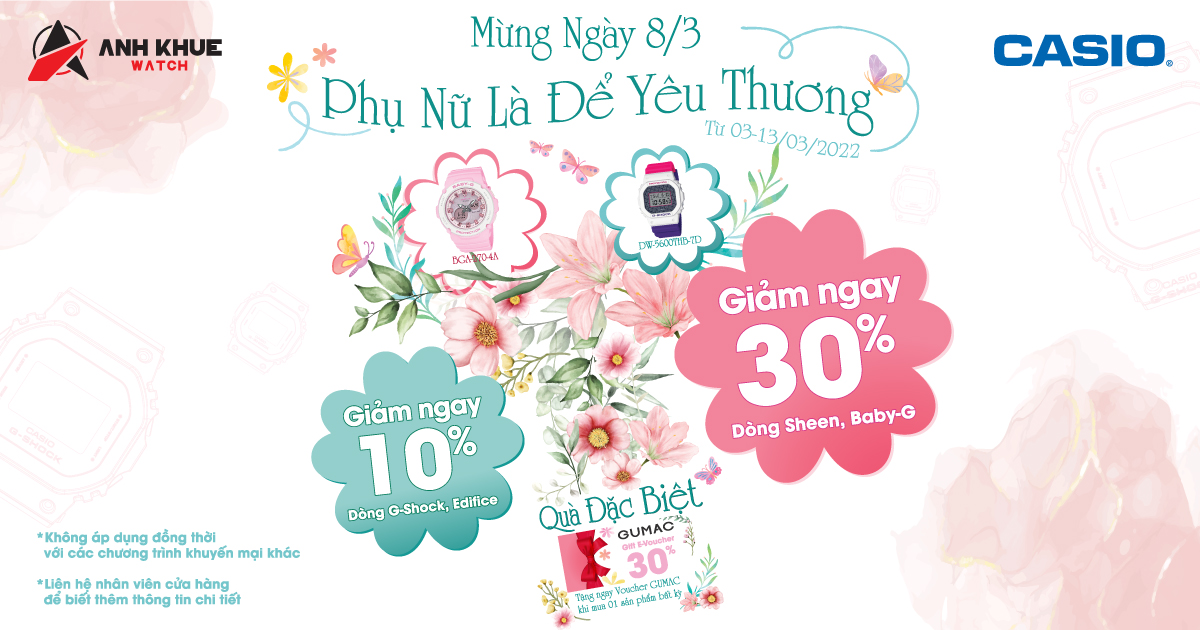 ANH KHUE
WATCH
Mừng Ngày 8/3
CASIO®
Phụ Nữ Là Để Yêu Thương
Từ 03-13/03/2022
BABY-G
BGA-270-4A
G-SHOCK
DW-5600THB-7D
Giảm ngay
30%
Dòng Sheen, Baby-G
Giảm ngay
10%
Dòng G-Shock, Edifice
Quà Đặc Biệt
GUMAC
Gift E-Voucher
30%
Tặng ngay Voucher GUMAC
khi mua 01 sản phẩm bất kỳ
*Không áp dụng đồng thời
với các chương trình khuyến mại khác
*Liên hệ nhân viên cửa hàng
để biết thêm thông tin chi tiết
CASIO
G-SHOCK